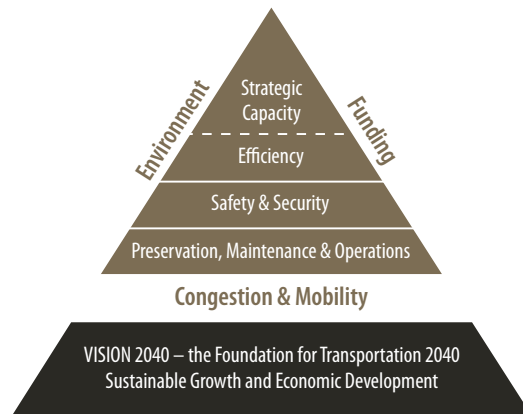 Strategic
Capacity
Environment
Funding
Efficiency
Safety & Security
Preservation, Maintenance & Operations
Congestion & Mobility
VISION 2040 – the Foundation for Transportation 2040
Sustainable Growth and Economic Development